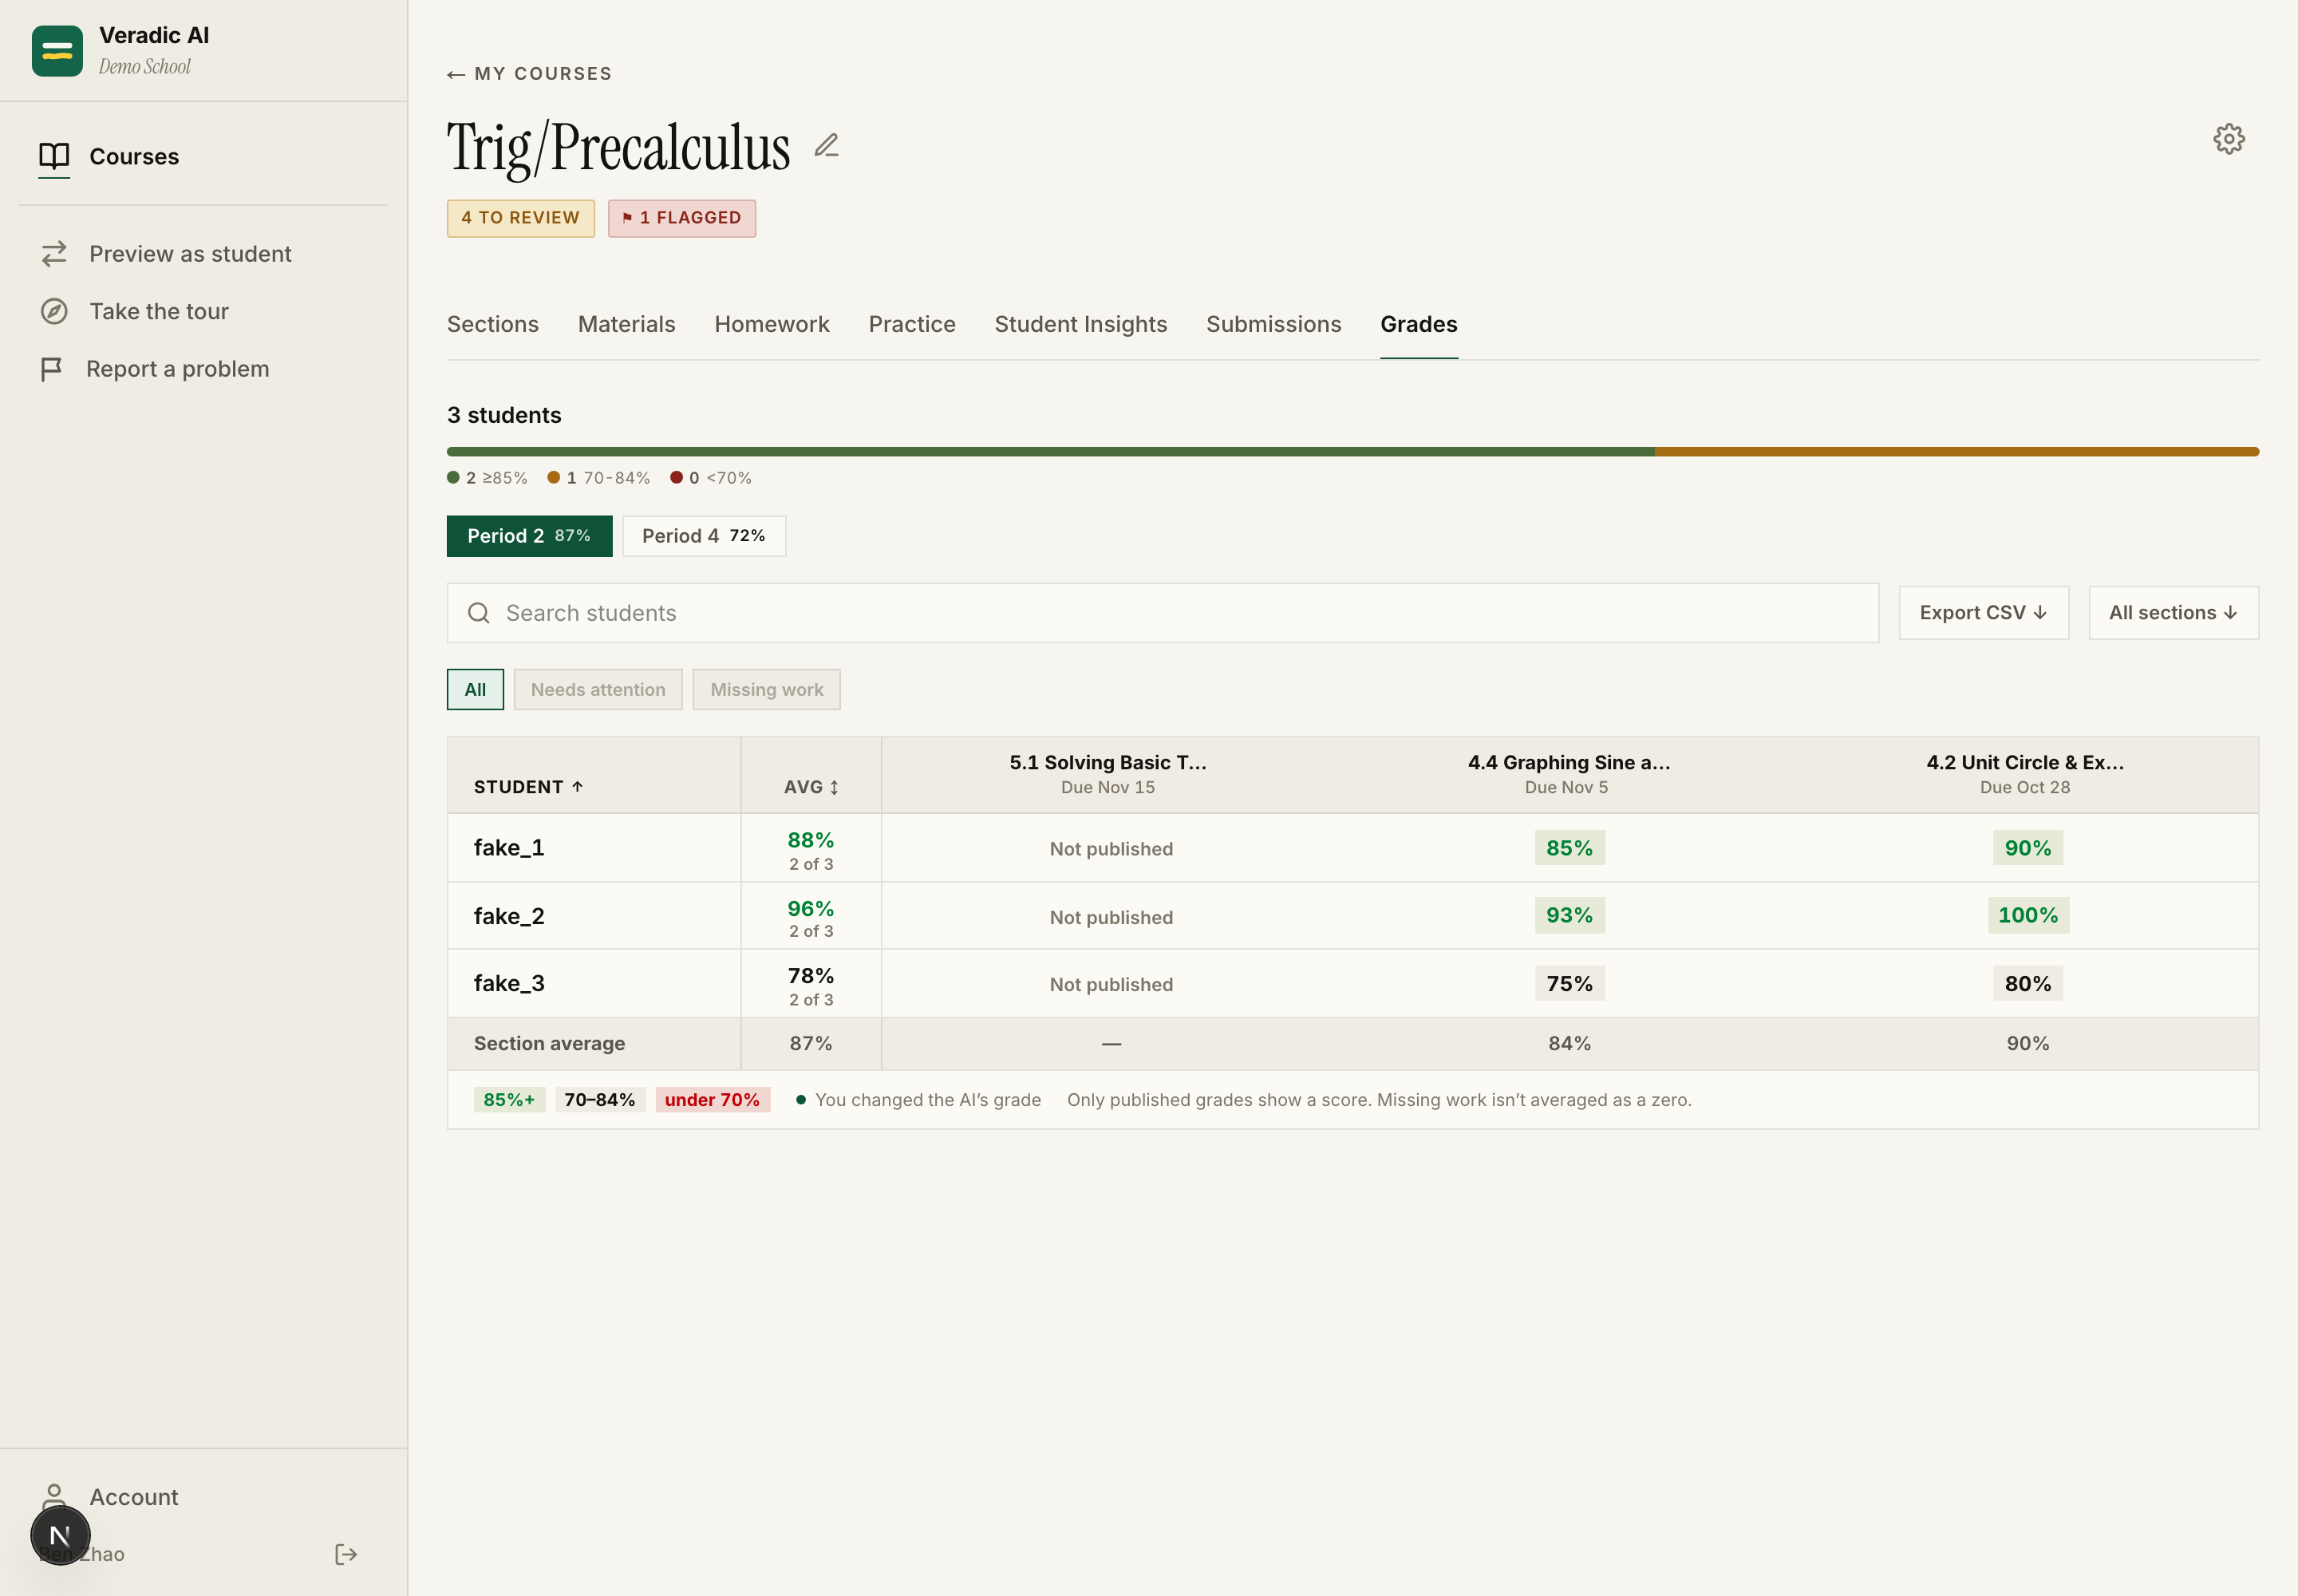 Veradic AI
Demo School
Courses
Preview as student
Take the tour
Report a problem
← MY COURSES
Trig/Precalculus
4 TO REVIEW
1 FLAGGED
Sections Materials Homework Practice Student Insights Submissions Grades
3 students
2 ≥85% 1 70-84% 0 <70%
Period 2 87% Period 4 72%
Search students
Export CSV ↓
All sections ↓
All
Needs attention
Missing work
STUDENT ↑ AVG ↕ 5.1 Solving Basic T... 4.4 Graphing Sine a... 4.2 Unit Circle & Ex...
Due Nov 15 Due Nov 5 Due Oct 28
fake_1 88% Not published 85% 90%
2 of 3
fake_2 96% Not published 93% 100%
2 of 3
fake_3 78% Not published 75% 80%
2 of 3
Section average 87% — 84% 90%
85%+ 70–84% under 70% You changed the AI’s grade Only published grades show a score. Missing work isn’t averaged as a zero.
Account
N
Ben Zhao